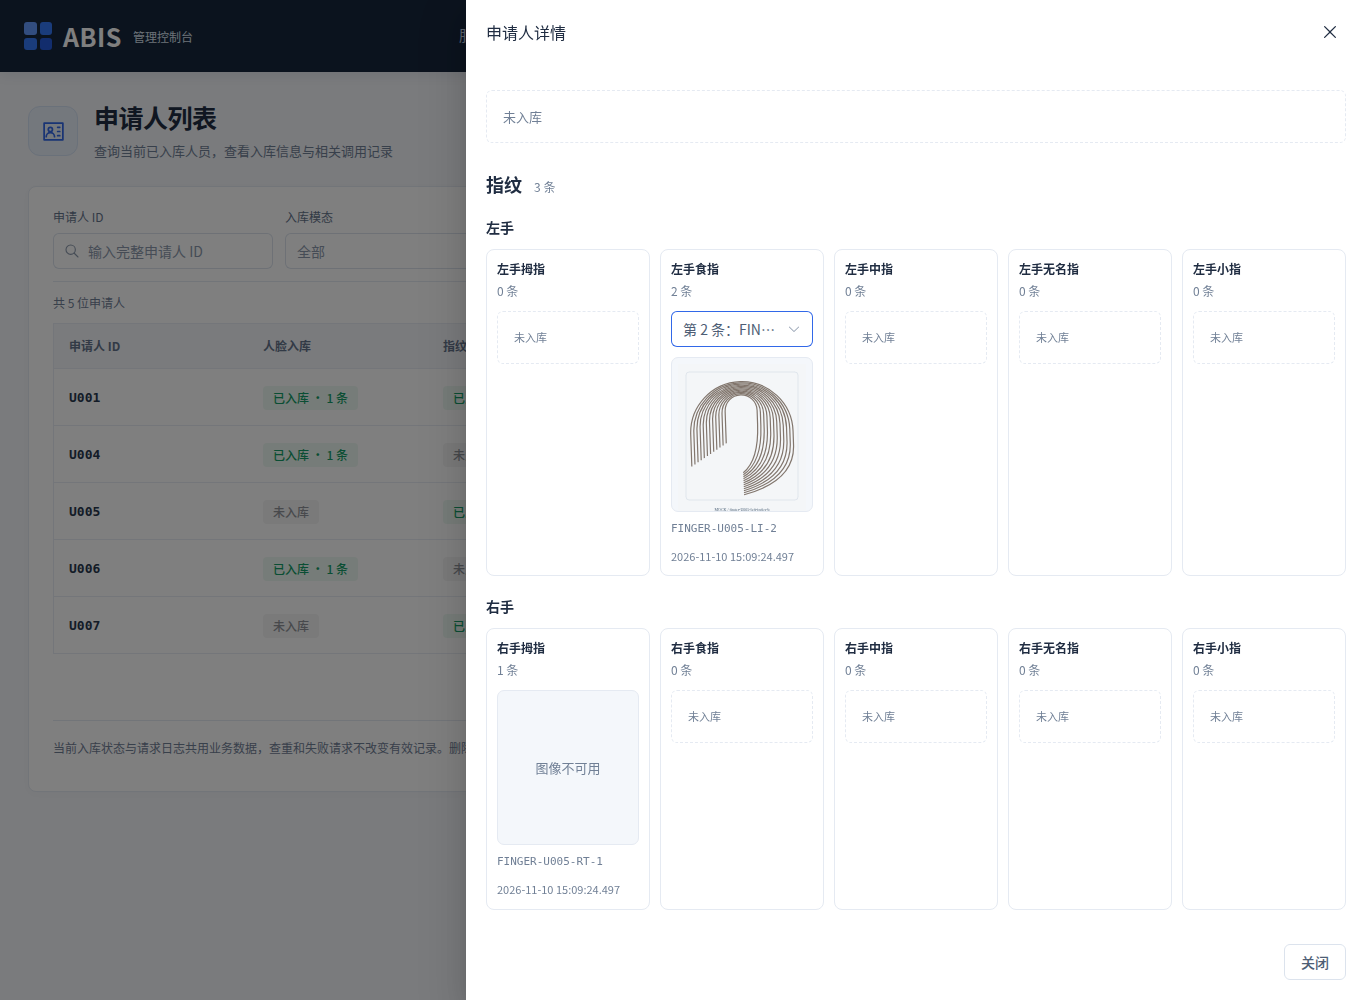 ABIS 管理控制台
申请人列表
查询当前已入库人员，查看入库信息与相关调用记录
申请人 ID
入库模态
输入完整申请人 ID
全部
共 5 位申请人
申请人 ID 人脸入库 指纹
U001 已入库 · 1 条 已
U004 已入库 · 1 条 未
U005 未入库 已
U006 已入库 · 1 条 未
U007 未入库 已
当前入库状态与请求日志共用业务数据，查重和失败请求不改变有效记录。
申请人详情
未入库
指纹 3 条
左手
左手拇指
0 条
未入库
左手食指
2 条
第 2 条：FIN···
FINGER-U005-LI-2
2026-11-10 15:09:24.497
左手中指
0 条
未入库
左手无名指
0 条
未入库
左手小指
0 条
未入库
右手
右手拇指
1 条
图像不可用
FINGER-U005-RT-1
2026-11-10 15:09:24.497
右手食指
0 条
未入库
右手中指
0 条
未入库
右手无名指
0 条
未入库
右手小指
0 条
未入库
关闭